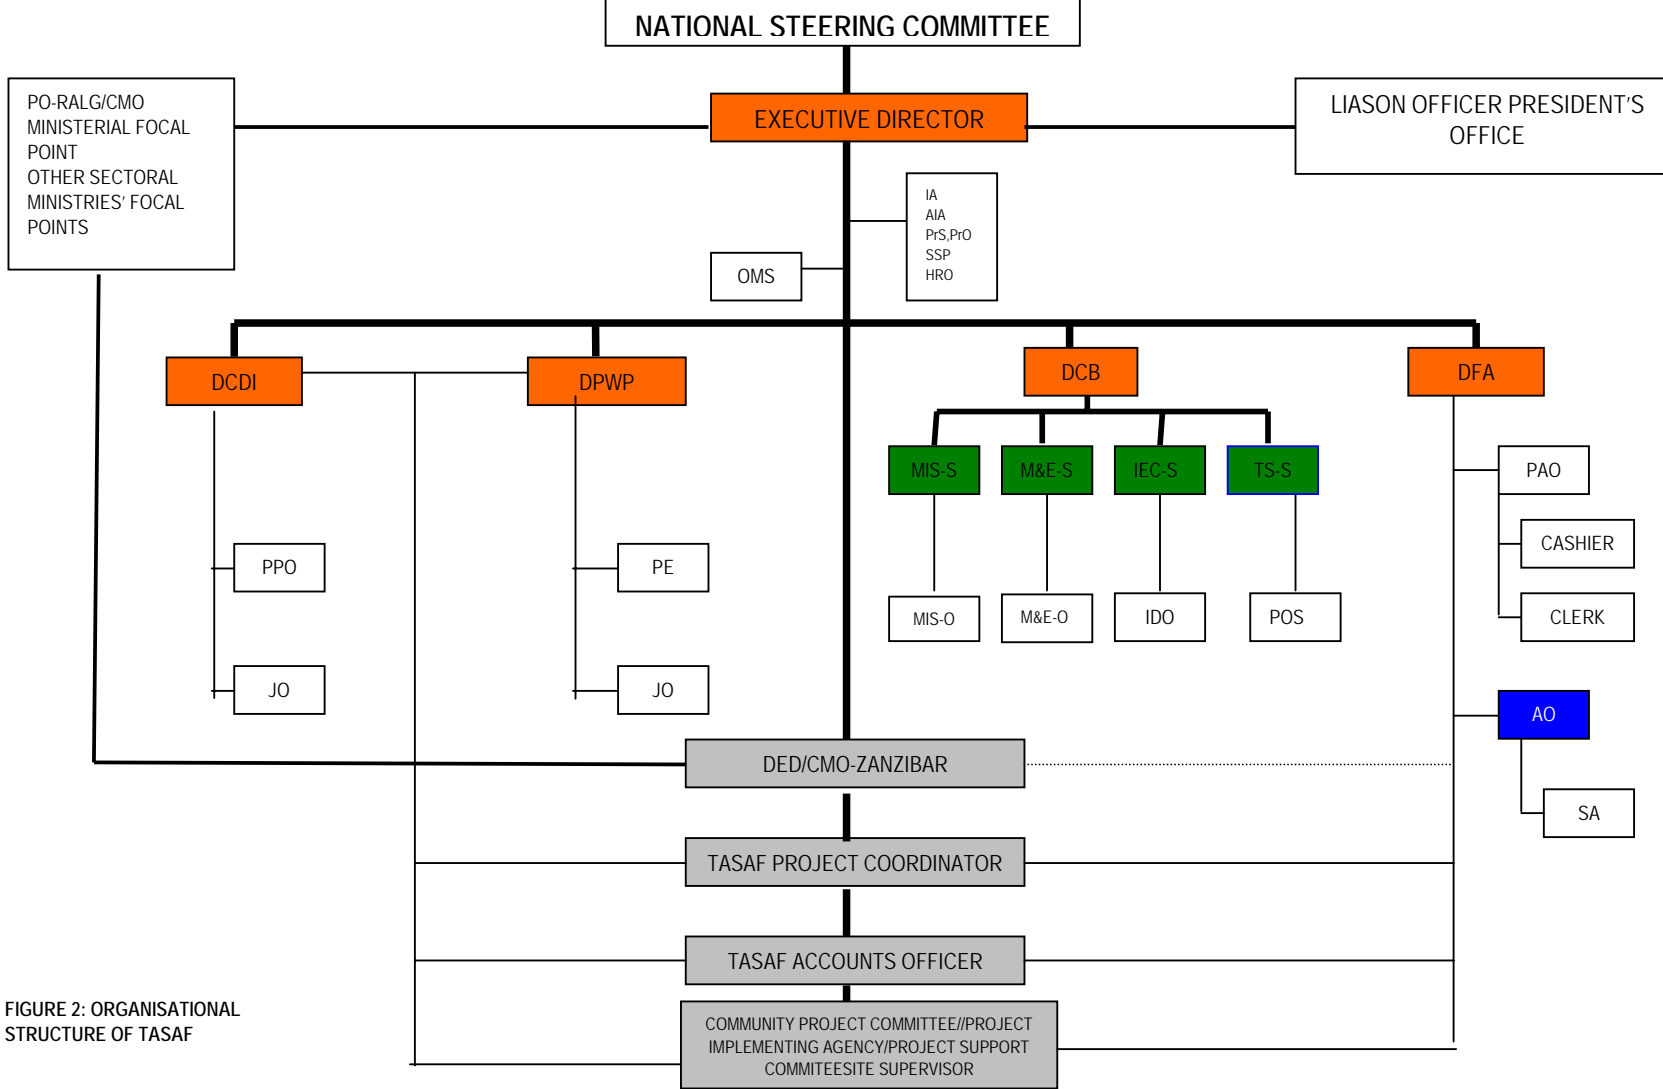 NATIONAL STEERING COMMITTEE
PO-RALG/CMO
MINISTERIAL FOCAL
POINT
OTHER SECTORAL
MINISTRIES' FOCAL
POINTS
EXECUTIVE DIRECTOR
LIASON OFFICER PRESIDENT'S
OFFICE
IA
AIA
PrS,PrO
SSP
HRO
OMS
DCDI
DPWP
DCB
DFA
MIS-S
M&E-S
IEC-S
TS-S
PAO
CASHIER
CLERK
PPO
PE
MIS-O
M&E-O
IDO
POS
JO
JO
AO
SA
DED/CMO-ZANZIBAR
TASAF PROJECT COORDINATOR
TASAF ACCOUNTS OFFICER
COMMUNITY PROJECT COMMITTEE//PROJECT
IMPLEMENTING AGENCY/PROJECT SUPPORT
COMMITEESITE SUPERVISOR
FIGURE 2: ORGANISATIONAL
STRUCTURE OF TASAF